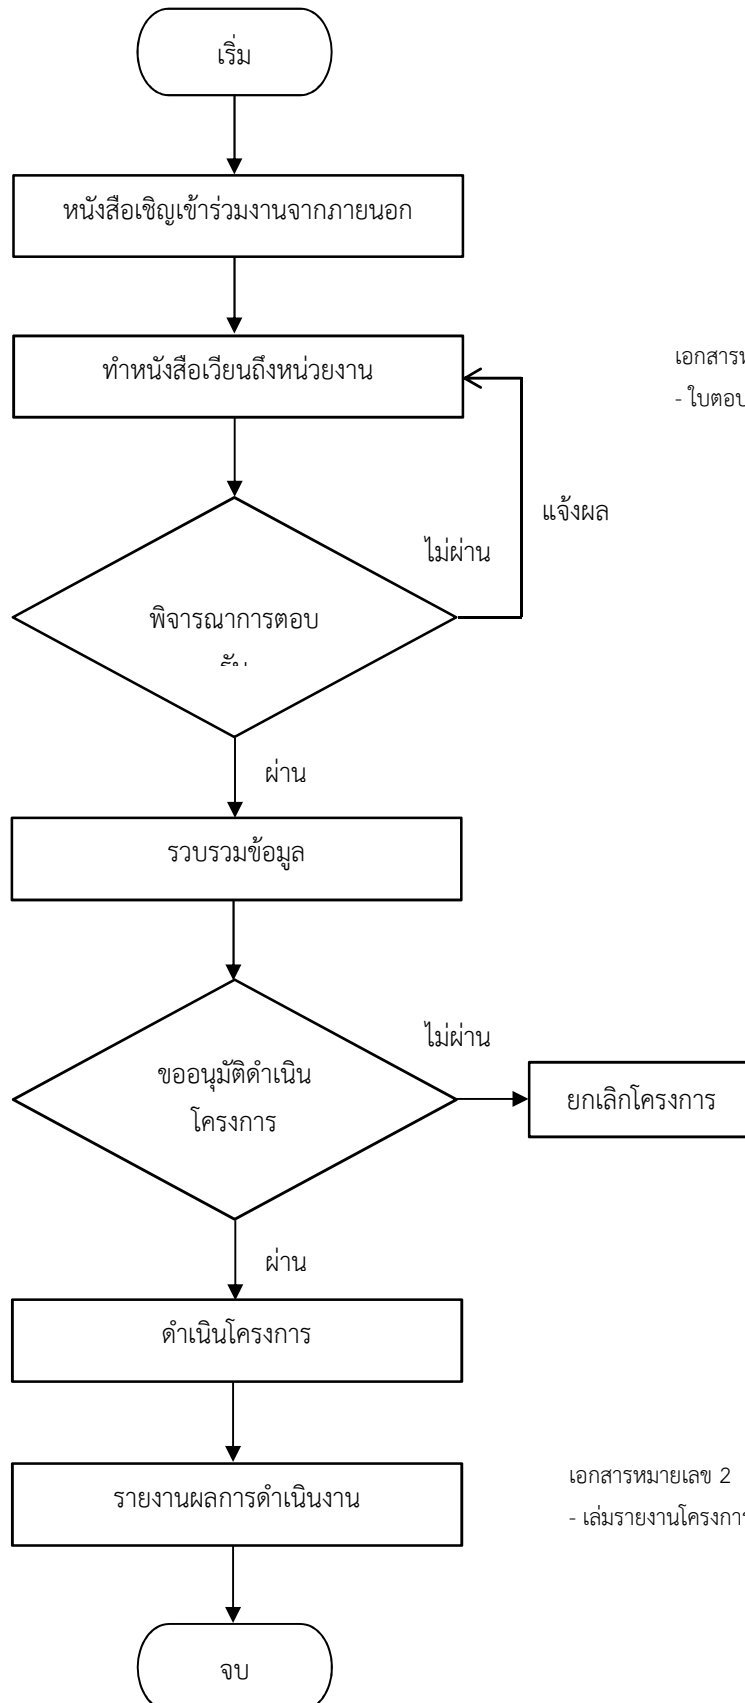 เริ่ม
หนังสือเชิญเข้าร่วมงานจากภายนอก
ทำหนังสือเวียนถึงหน่วยงาน
- ใบตอบ
แจ้งผล
ไม่ผ่าน
พิจารณาการตอบ
ผ่าน
รวบรวมข้อมูล
ไม่ผ่าน
ขออนุมัติดำเนิน
โครงการ
ยกเลิกโครงการ
ผ่าน
ดำเนินโครงการ
รายงานผลการดำเนินงาน
เอกสารหมายเลข 2
- เล่มรายงานโครงการ
จบ